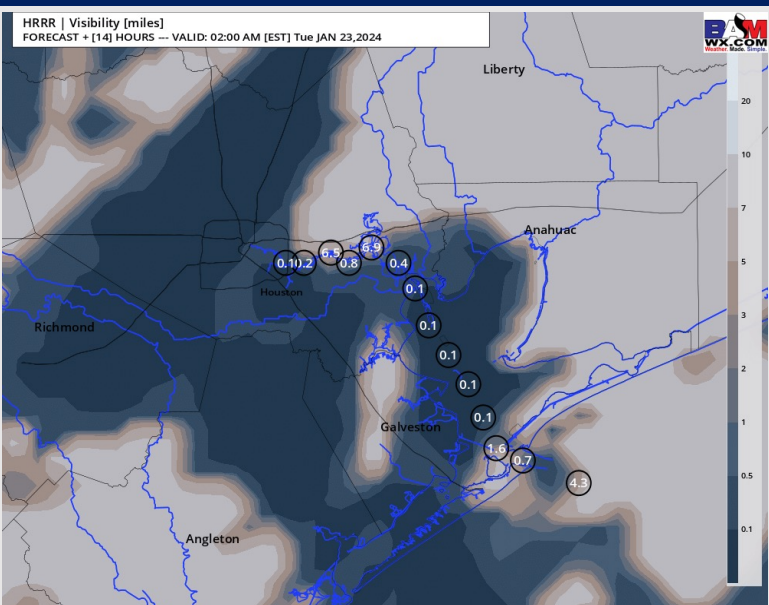 HRRR | Visibility [miles]
FORECAST + [14] HOURS --- VALID: 02:00 AM [EST] Tue JAN 23,2024
BAM
WX.COM
Weather. Made. Simple.
Liberty
20
10
7
Anahuac
6.5 6.9
0.1 0.2 0.8 0.4
5
0.1
Houston
3
Richmond
0.1
0.1
2
0.1
0.1
1
Galveston
1.6
0.7
0.5
4.3
0.1
Angleton